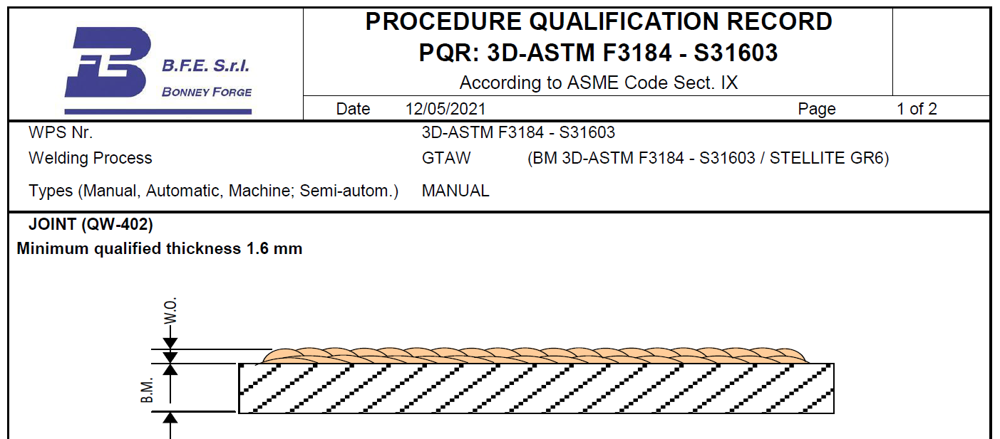 B.F.E. S.r.l.
BONNEY FORGE
PROCEDURE QUALIFICATION RECORD
PQR: 3D-ASTM F3184 - S31603
According to ASME Code Sect. IX
Date 12/05/2021 Page 1 of 2
WPS Nr. 3D-ASTM F3184 - S31603
Welding Process GTAW (BM 3D-ASTM F3184 - S31603 / STELLITE GR6)
Types (Manual, Automatic, Machine; Semi-autom.) MANUAL
JOINT (QW-402)
Minimum qualified thickness 1.6 mm
W.O.
B.M.